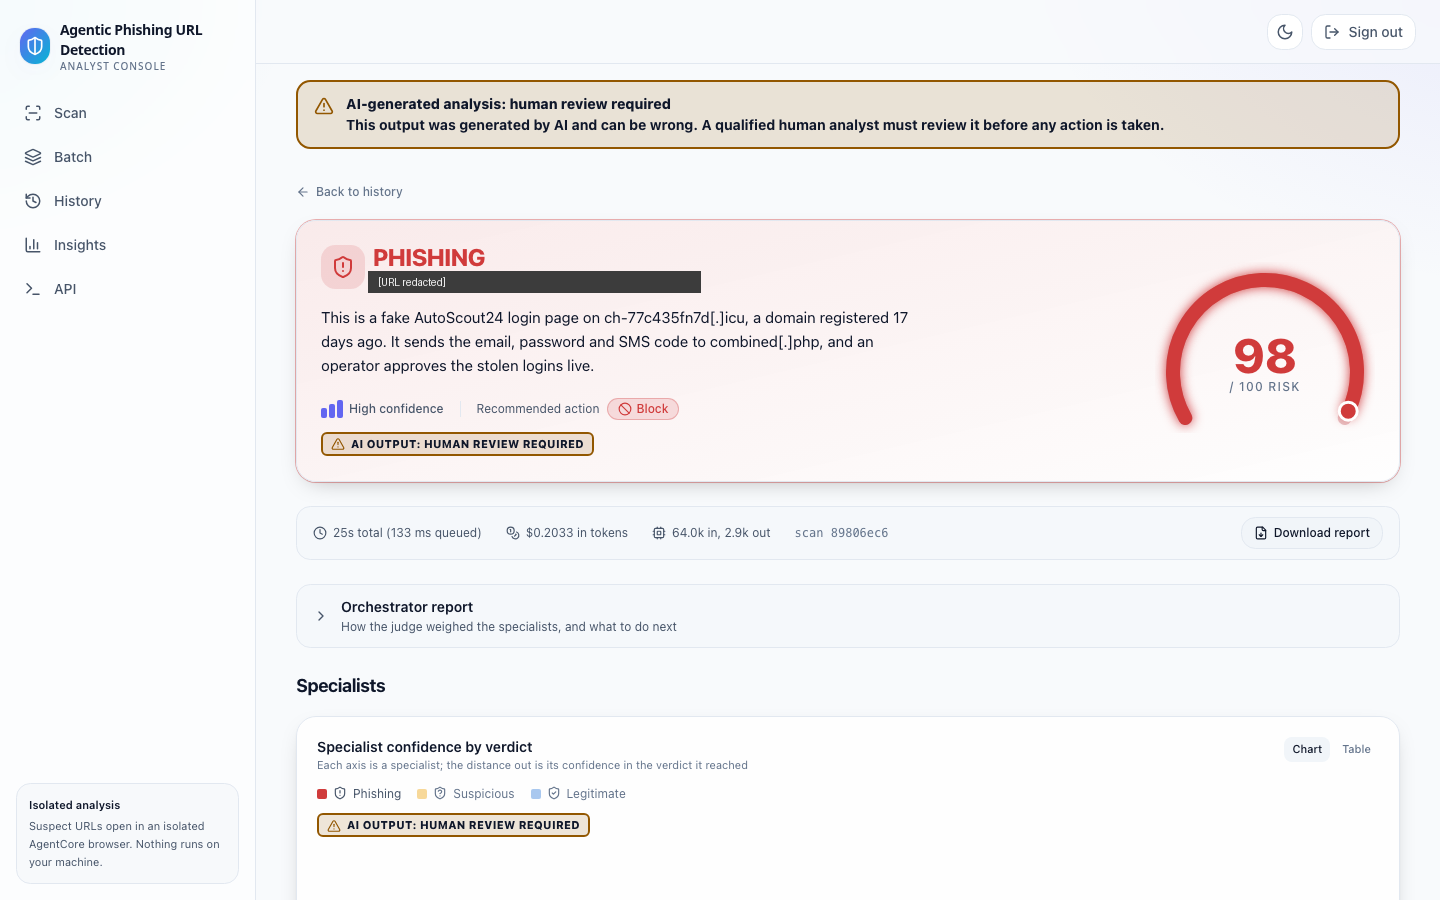 Agentic Phishing URL
Detection
ANALYST CONSOLE
Scan
Batch
History
Insights
API
Isolated analysis
Suspect URLs open in an isolated
AgentCore browser. Nothing runs on
your machine.
Sign out
AI-generated analysis: human review required
This output was generated by AI and can be wrong. A qualified human analyst must review it before any action is taken.
Back to history
PHISHING
[URL redacted]
This is a fake AutoScout24 login page on ch-77c435fn7d[.]icu, a domain registered 17
days ago. It sends the email, password and SMS code to combined[.]php, and an
operator approves the stolen logins live.
High confidence
Recommended action
Block
AI OUTPUT: HUMAN REVIEW REQUIRED
98
/ 100 RISK
25s total (133 ms queued)
$0.2033 in tokens
64.0k in, 2.9k out
scan 89806ec6
Download report
Orchestrator report
How the judge weighed the specialists, and what to do next
Specialists
Specialist confidence by verdict
Each axis is a specialist; the distance out is its confidence in the verdict it reached
Chart
Table
Phishing
Suspicious
Legitimate
AI OUTPUT: HUMAN REVIEW REQUIRED